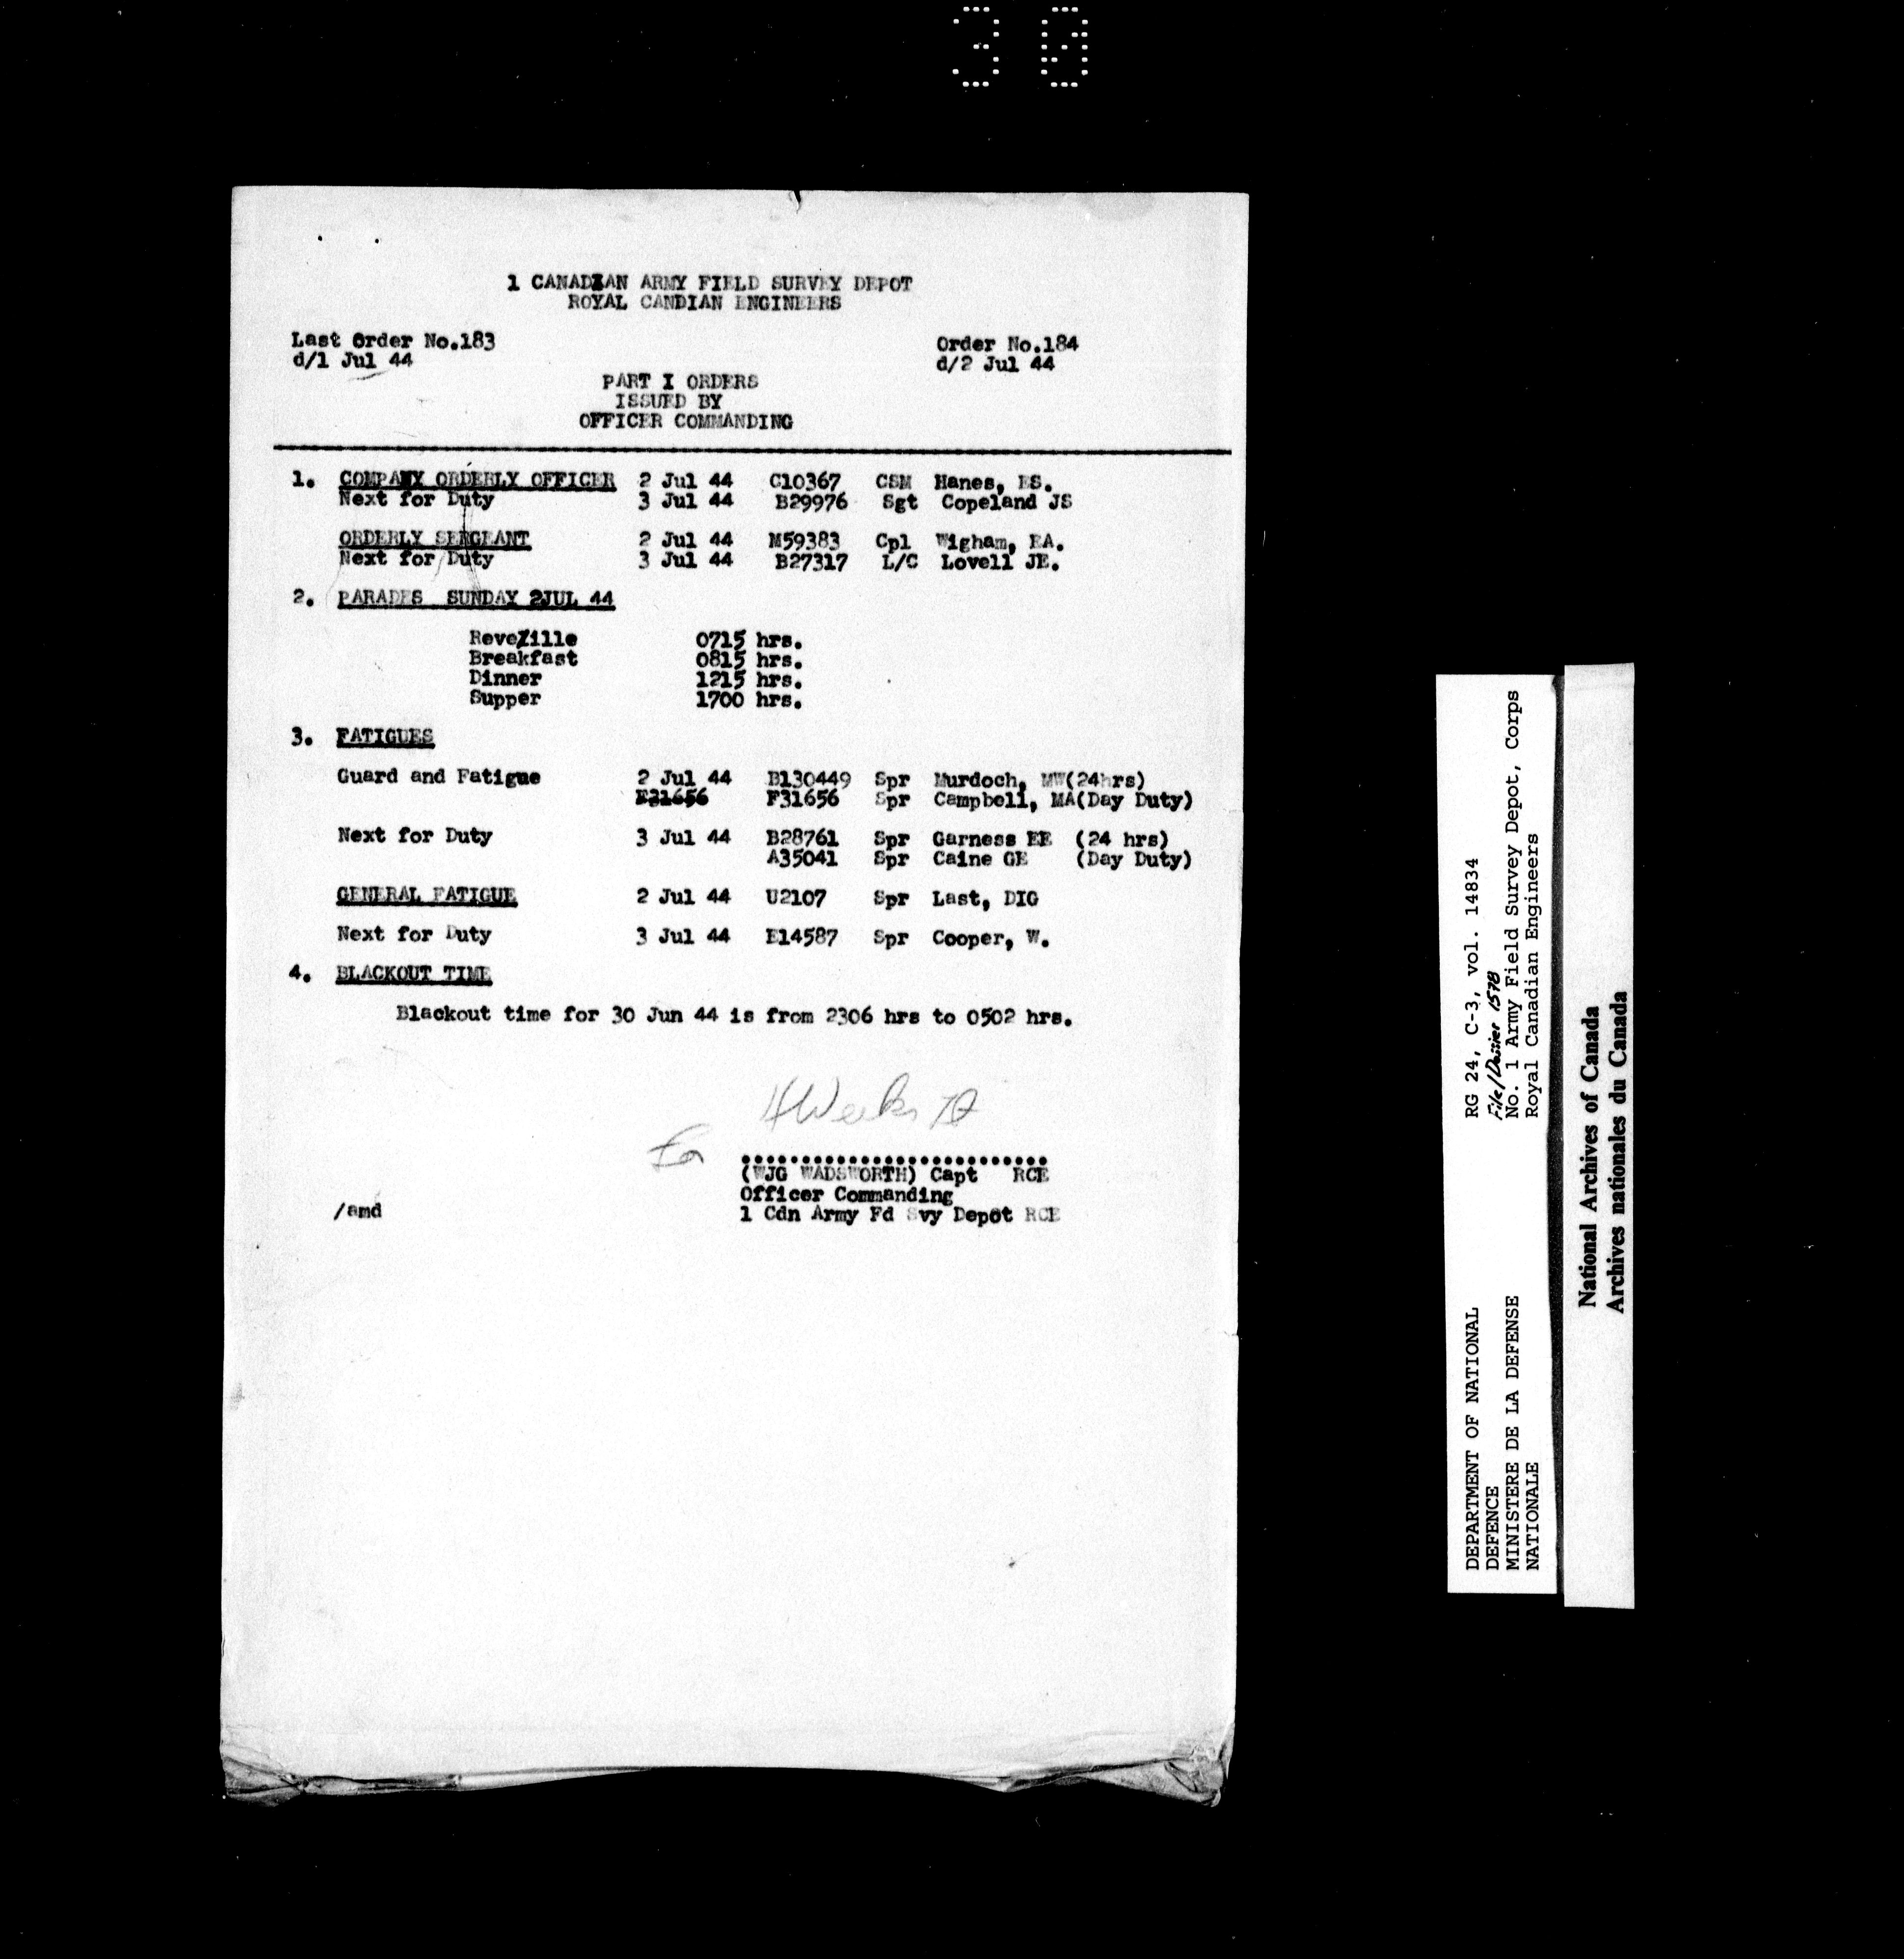 30
1 CANADIAN ARMY FIELD SURVEY DEPOT
ROYAL CANDIAN ENGINEERS
Last Order No.183 Order No.184
d/1 Jul 44 d/2 Jul 44
PART I ORDERS
ISSUED BY
OFFICER COMMANDING
1. COMPANY ORDERLY OFFICER 2 Jul 44 C10367 CSM Hanes, ES.
Next for Duty 3 Jul 44 B29976 Sgt Copeland JS
ORDERLY SERGEANT 2 Jul 44 M59383 Cpl Wigham, EA.
Next for Duty 3 Jul 44 B27317 L/C Lovell JE.
2. PARADES SUNDAY 2JUL 44
Reveille 0715 hrs.
Breakfast 0815 hrs.
Dinner 1215 hrs.
Supper 1700 hrs.
3. FATIGUES
Guard and Fatigue 2 Jul 44 B130449 Spr Murdoch, MW(24hrs)
F31656 F31656 Spr Campbell, MA(Day Duty)
Next for Duty 3 Jul 44 B28761 Spr Garness EE (24 hrs)
A35041 Spr Caine GE (Day Duty)
GENERAL FATIGUE 2 Jul 44 U2107 Spr Last, DIG
Next for Duty 3 Jul 44 E14587 Spr Cooper, W.
4. BLACKOUT TIME
Blackout time for 30 Jun 44 is from 2306 hrs to 0502 hrs.
for
..........................
(WJG WADSWORTH) Capt RCE
Officer Commanding
/amd 1 Cdn Army Fd Svy Depot RCE
DEPARTMENT OF NATIONAL RG 24, C-3, vol. 14834
DEFENCE File/Dossier 1578
MINISTERE DE LA DEFENSE No. 1 Army Field Survey Depot, Corps
NATIONALE Royal Canadian Engineers
National Archives of Canada
Archives nationales du Canada